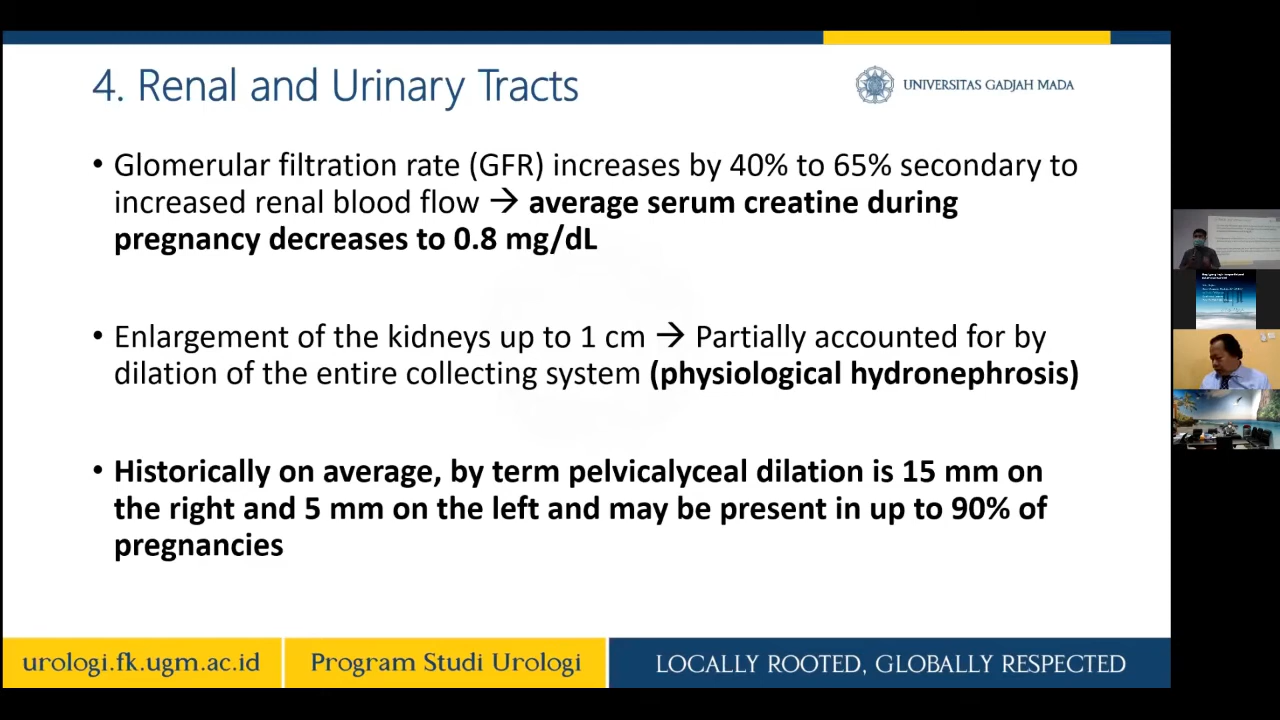 4. Renal and Urinary Tracts
UNIVERSITAS GADJAH MADA
• Glomerular filtration rate (GFR) increases by 40% to 65% secondary to
increased renal blood flow → average serum creatine during
pregnancy decreases to 0.8 mg/dL
• Enlargement of the kidneys up to 1 cm → Partially accounted for by
dilation of the entire collecting system (physiological hydronephrosis)
• Historically on average, by term pelvicalyceal dilation is 15 mm on
the right and 5 mm on the left and may be present in up to 90% of
pregnancies
urologi.fk.ugm.ac.id
Program Studi Urologi
LOCALLY ROOTED, GLOBALLY RESPECTED